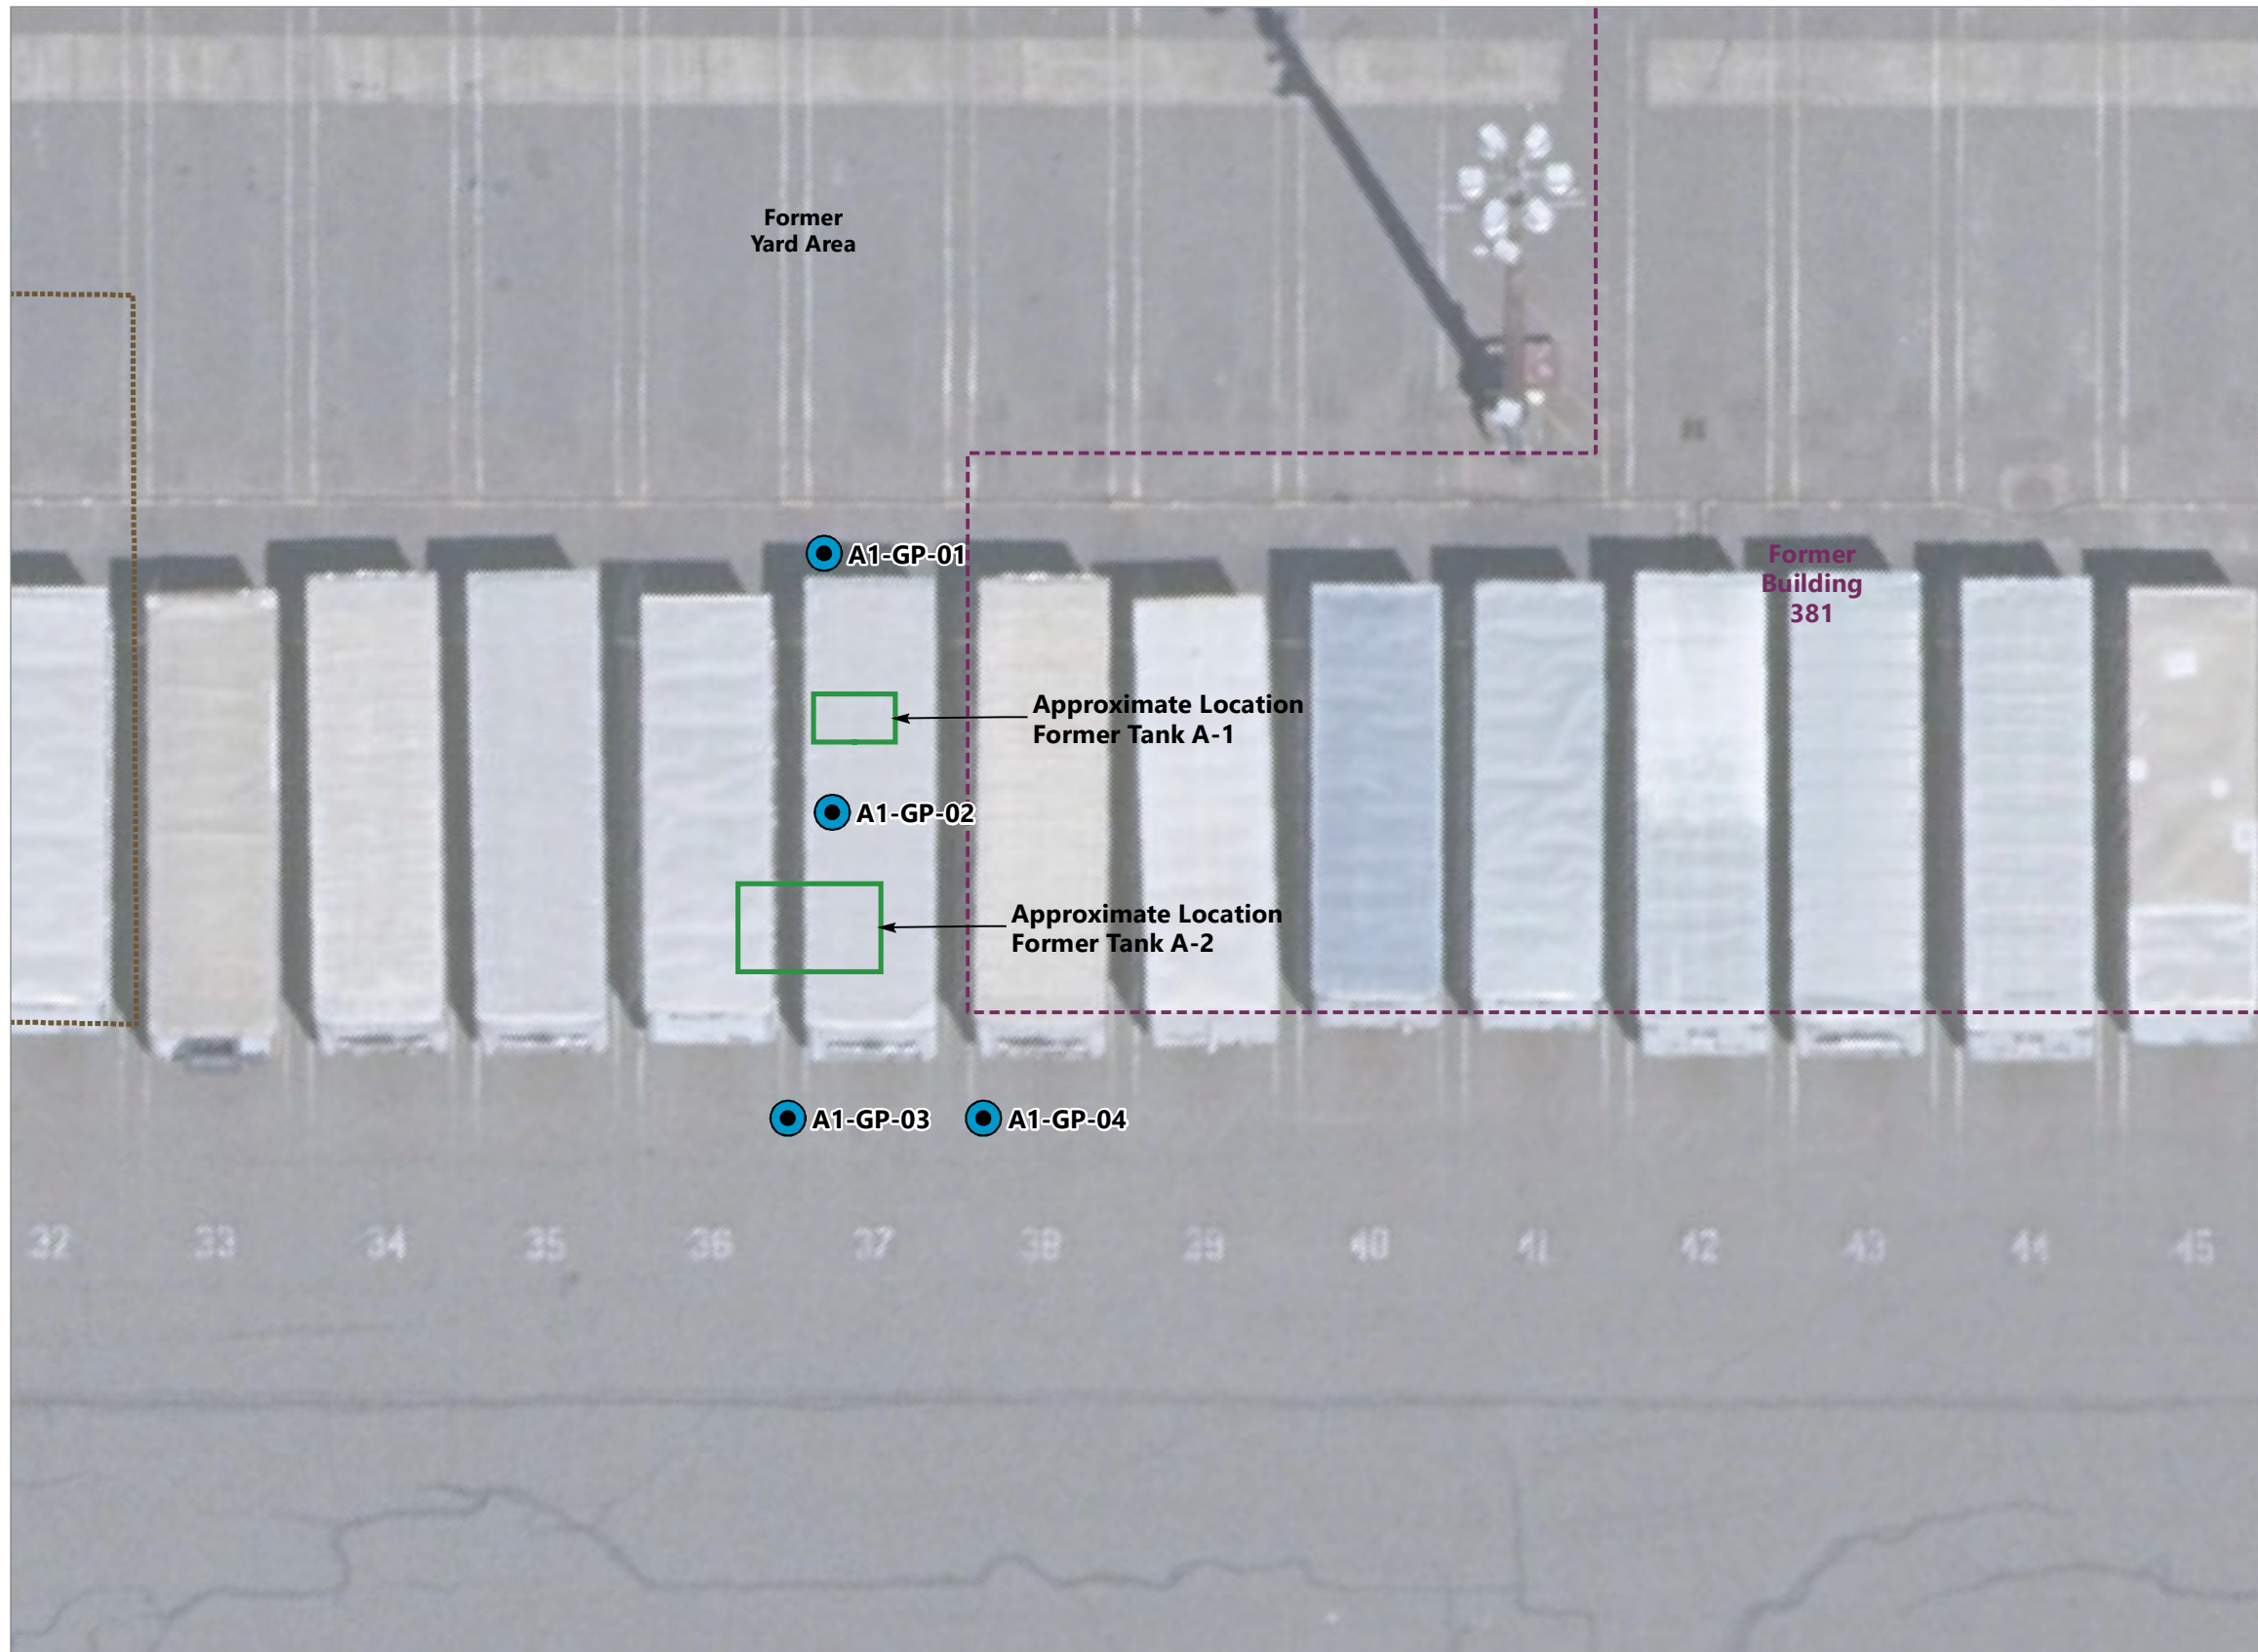 Former
Yard Area
A1-GP-01
Former
Building
381
Approximate Location
Former Tank A-1
A1-GP-02
Approximate Location
Former Tank A-2
A1-GP-03
A1-GP-04
32 33 34 35 36 37 38 39 40 41 42 43 44 45